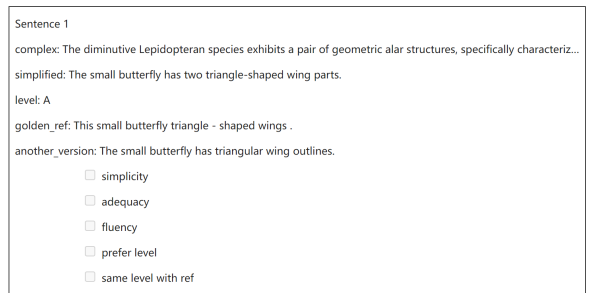 Sentence 1
complex: The diminutive Lepidopteran species exhibits a pair of geometric alar structures, specifically characteriz...
simplified: The small butterfly has two triangle-shaped wing parts.
level: A
golden_ref: This small butterfly triangle - shaped wings .
another_version: The small butterfly has triangular wing outlines.
simplicity
adequacy
fluency
prefer level
same level with ref